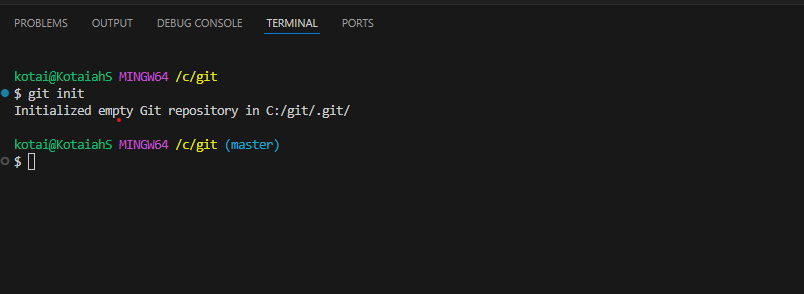 PROBLEMS OUTPUT DEBUG CONSOLE TERMINAL PORTS
kotai@KotaiahS MINGW64 /c/git
$ git init
Initialized empty Git repository in C:/git/.git/
kotai@KotaiahS MINGW64 /c/git (master)
$